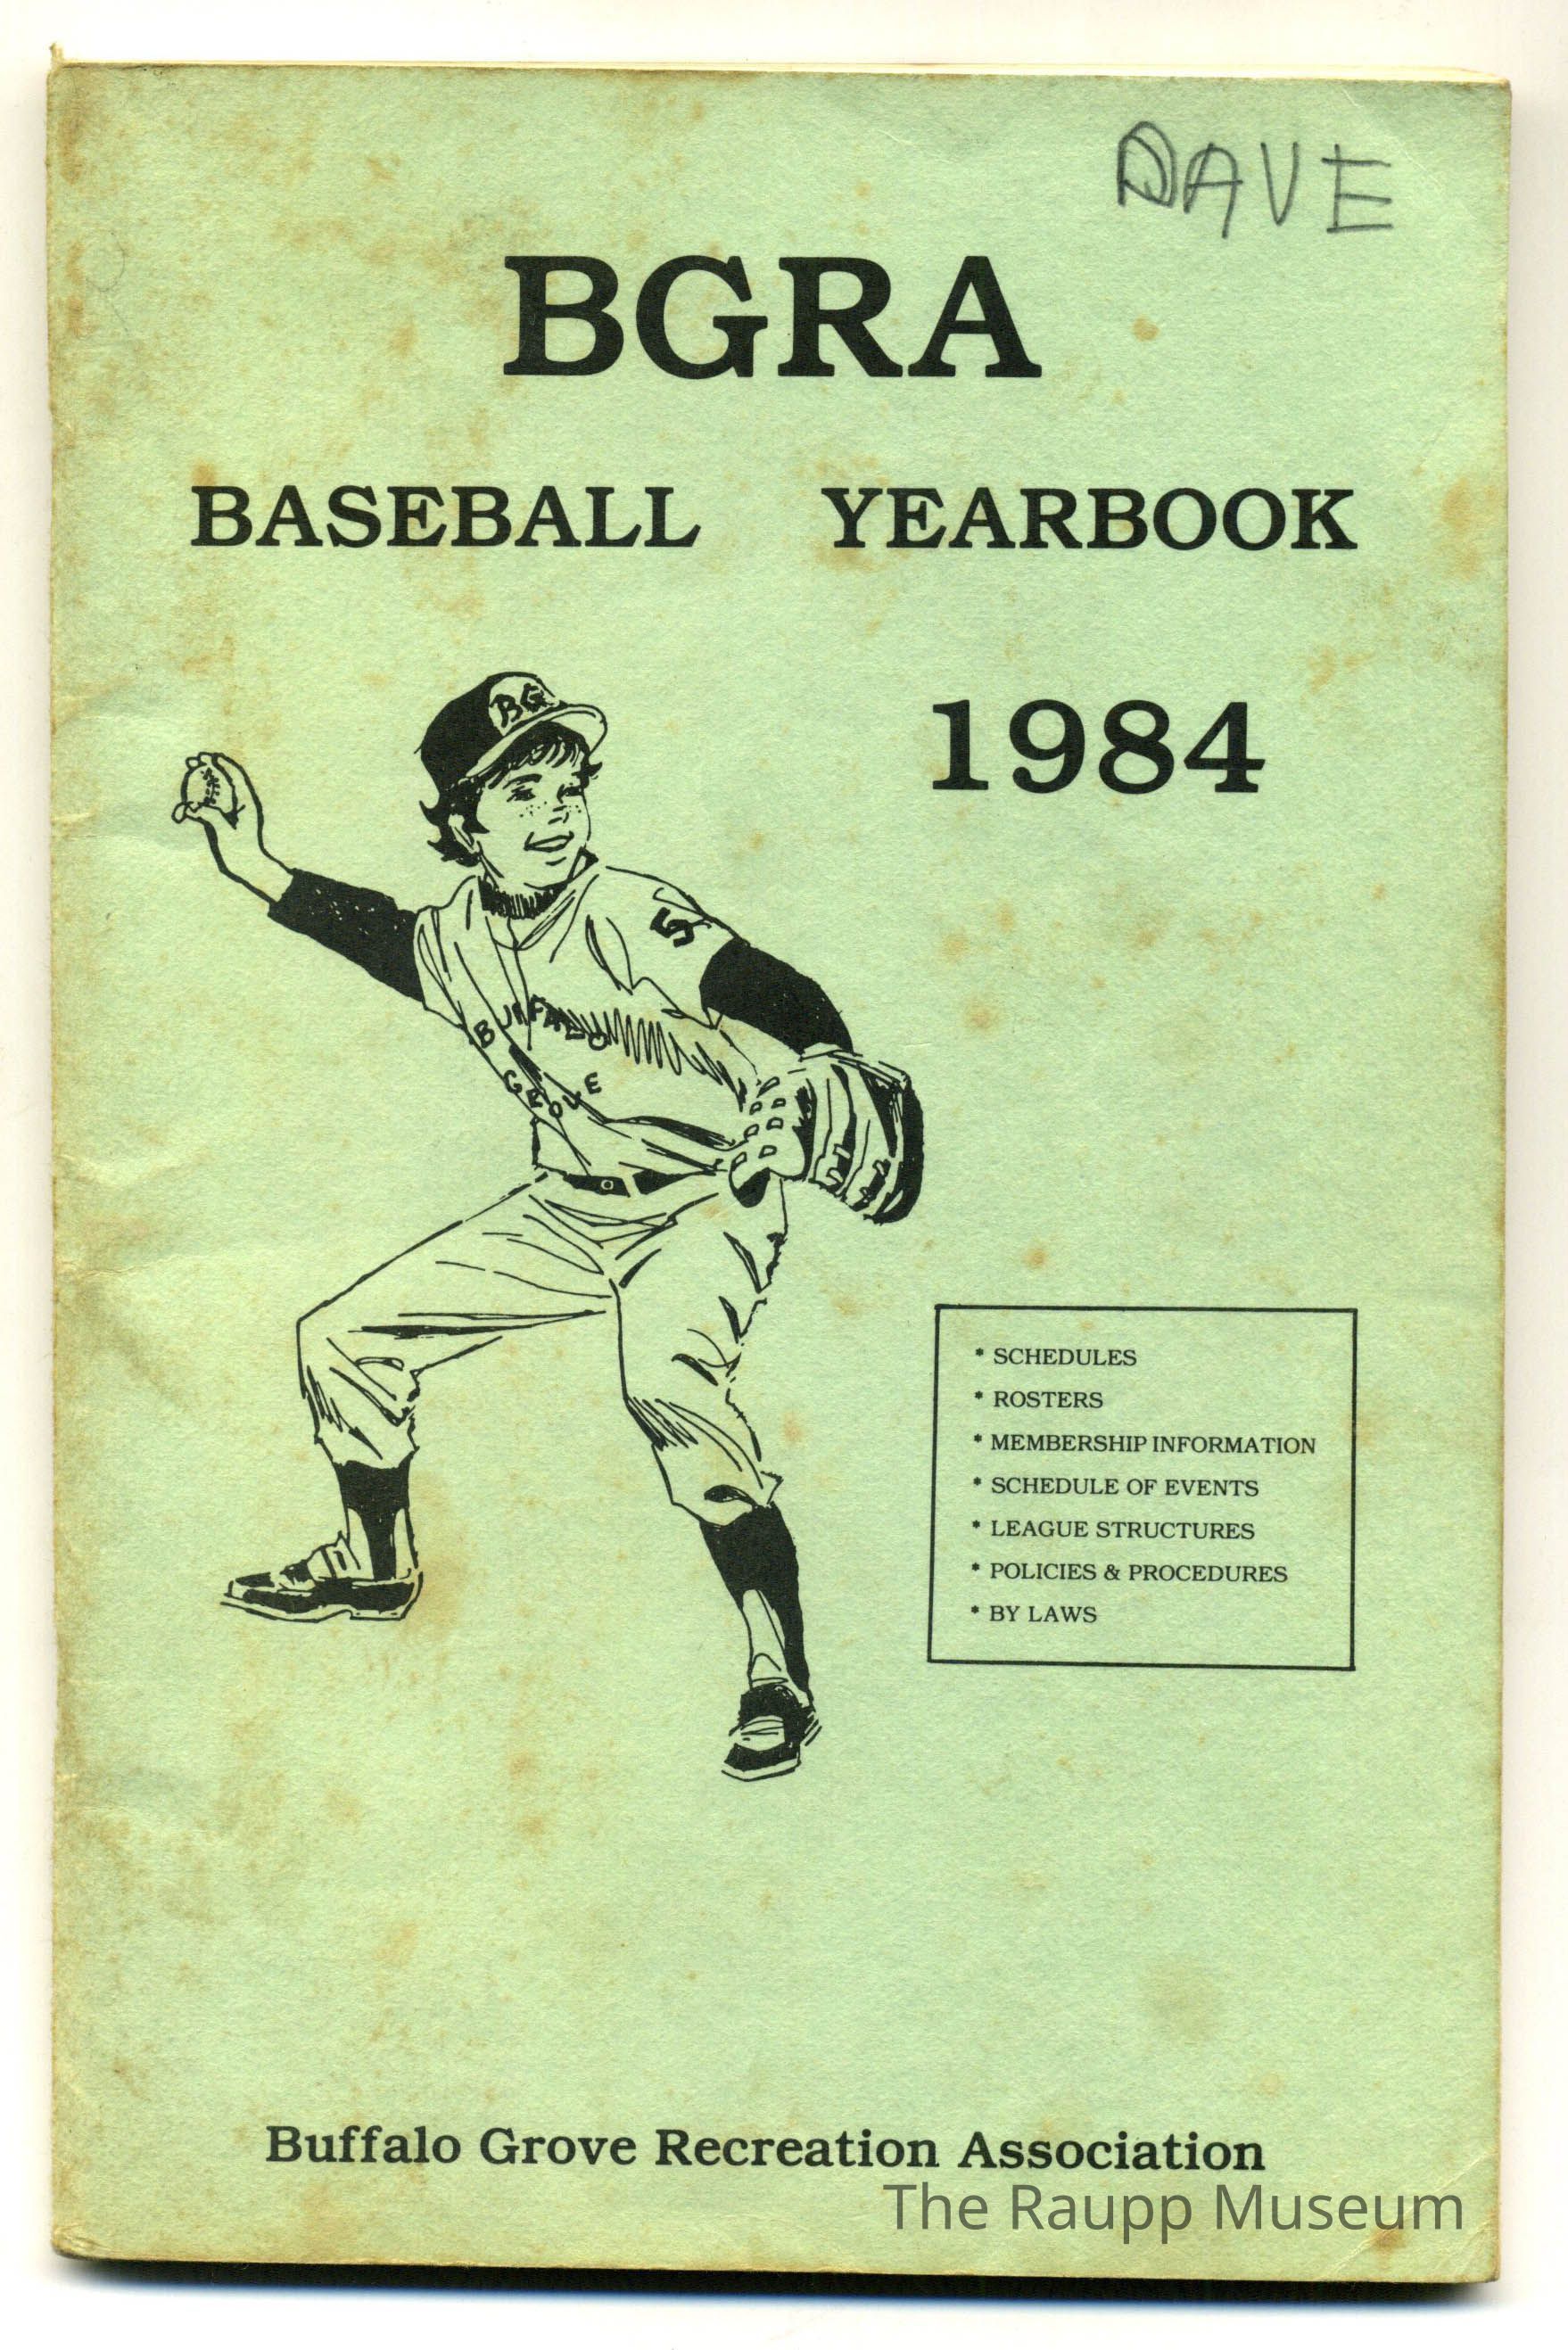 DAVE
BGRA
BASEBALL YEARBOOK
1984
BG
5
BUFFALO
GROVE
* SCHEDULES
* ROSTERS
* MEMBERSHIP INFORMATION
* SCHEDULE OF EVENTS
* LEAGUE STRUCTURES
* POLICIES & PROCEDURES
* BY LAWS
Buffalo Grove Recreation Association
The Raupp Museum